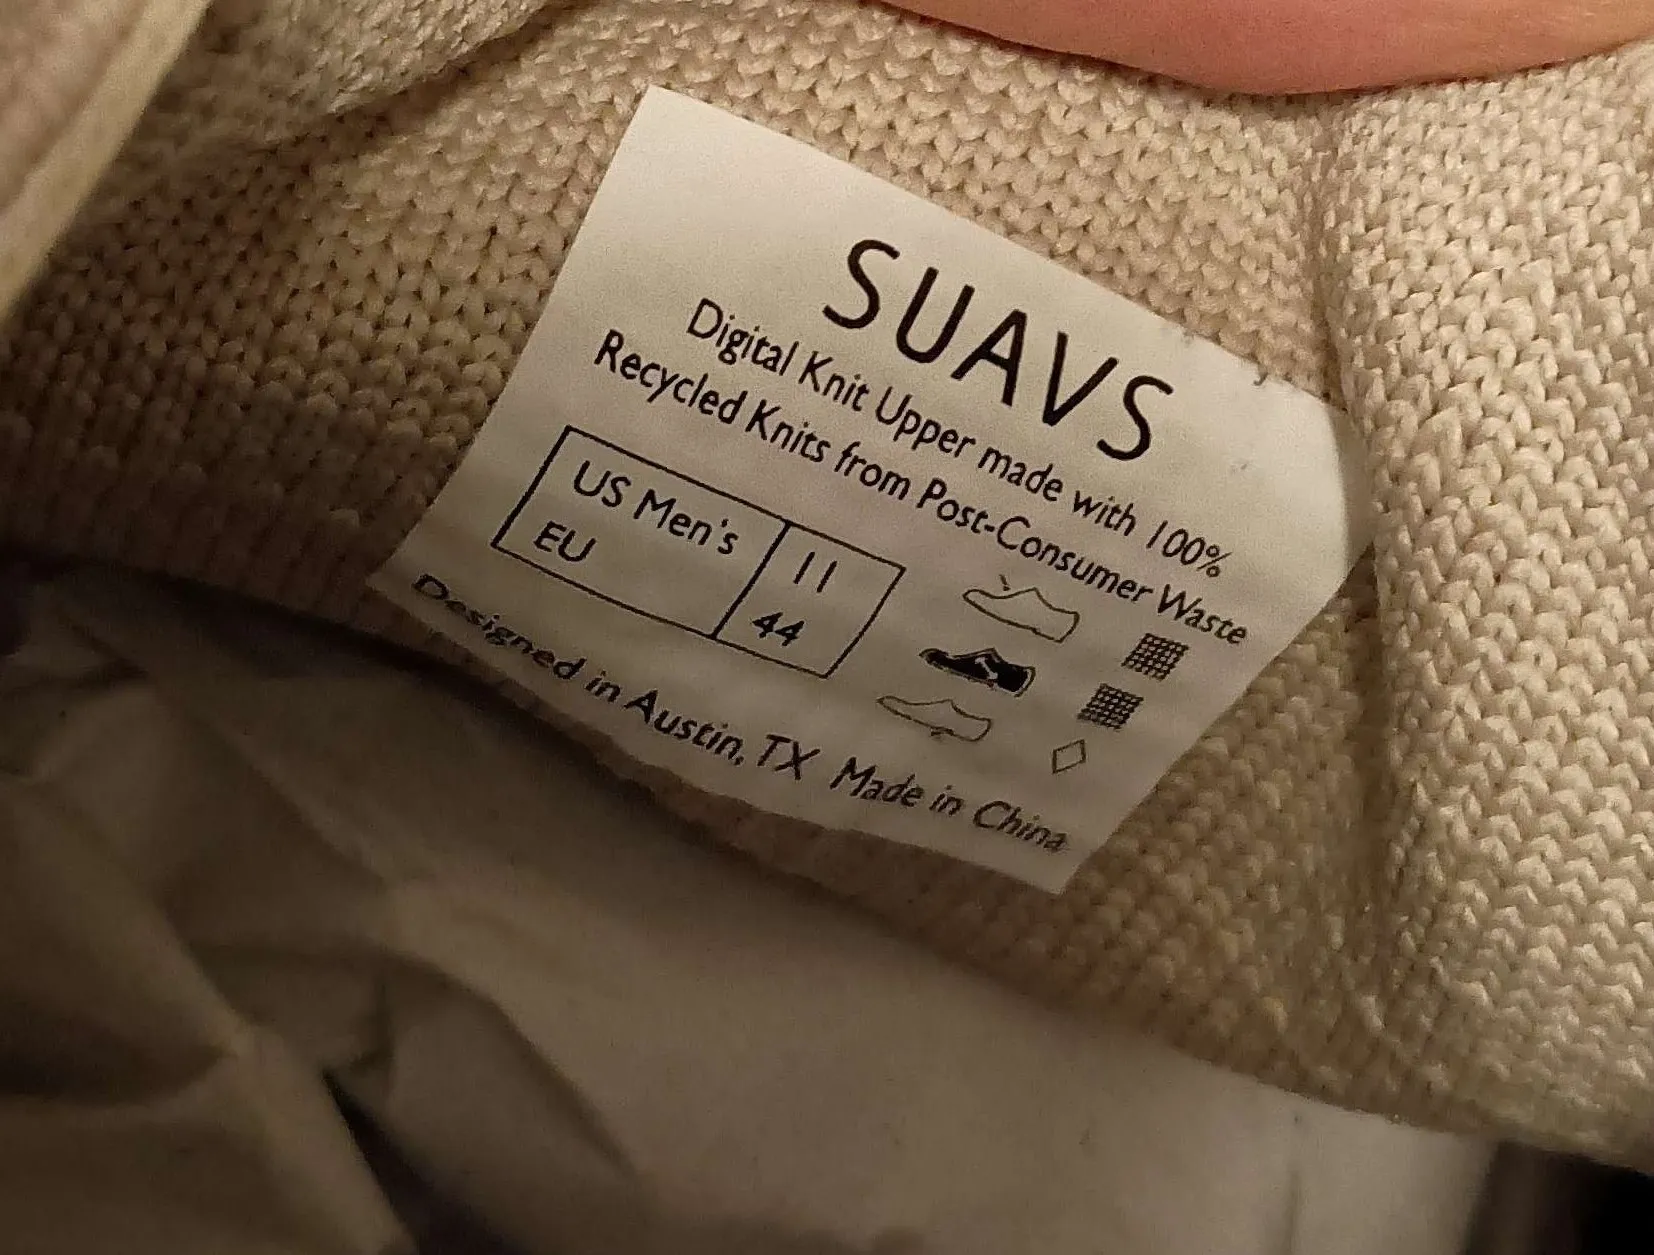 SUAVS
Digital Knit Upper made with 100%
Recycled Knits from Post-Consumer Waste
US Men's 11
EU 44
Designed in Austin, TX Made in China